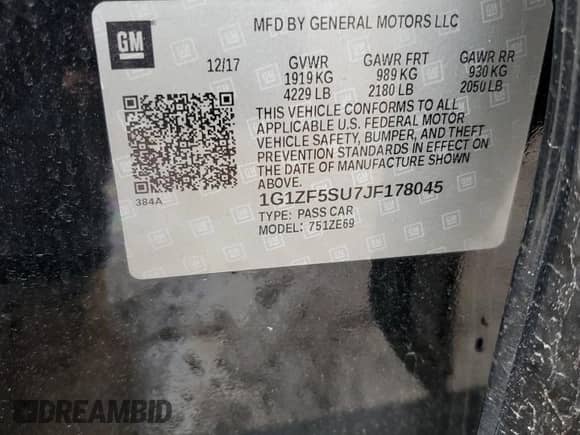 GM
MFD BY GENERAL MOTORS LLC
12/17 GVWR GAWR FRT GAWR RR
1919 KG 989 KG 930 KG
4229 LB 2180 LB 2050 LB
THIS VEHICLE CONFORMS TO ALL
APPLICABLE U.S. FEDERAL MOTOR
VEHICLE SAFETY, BUMPER, AND THEFT
PREVENTION STANDARDS IN EFFECT ON
THE DATE OF MANUFACTURE SHOWN
ABOVE.
384A
1G1ZF5SU7JF178045
TYPE: PASS CAR
MODEL: 751ZE69
DREAMBID